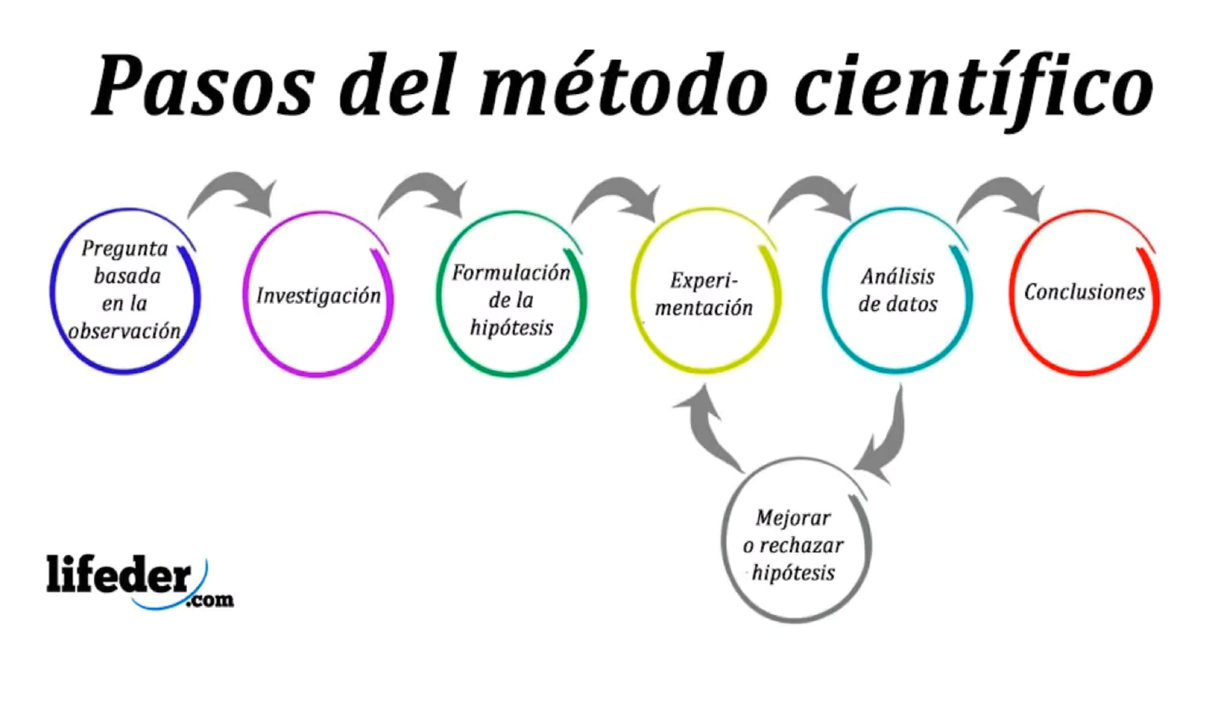 Pasos del método científico
Pregunta
basada
en la
observación
Investigación
Formulación
de la
hipótesis
Experi-
mentación
Análisis
de datos
Conclusiones
Mejorar
o rechazar
hipótesis
lifeder
.com